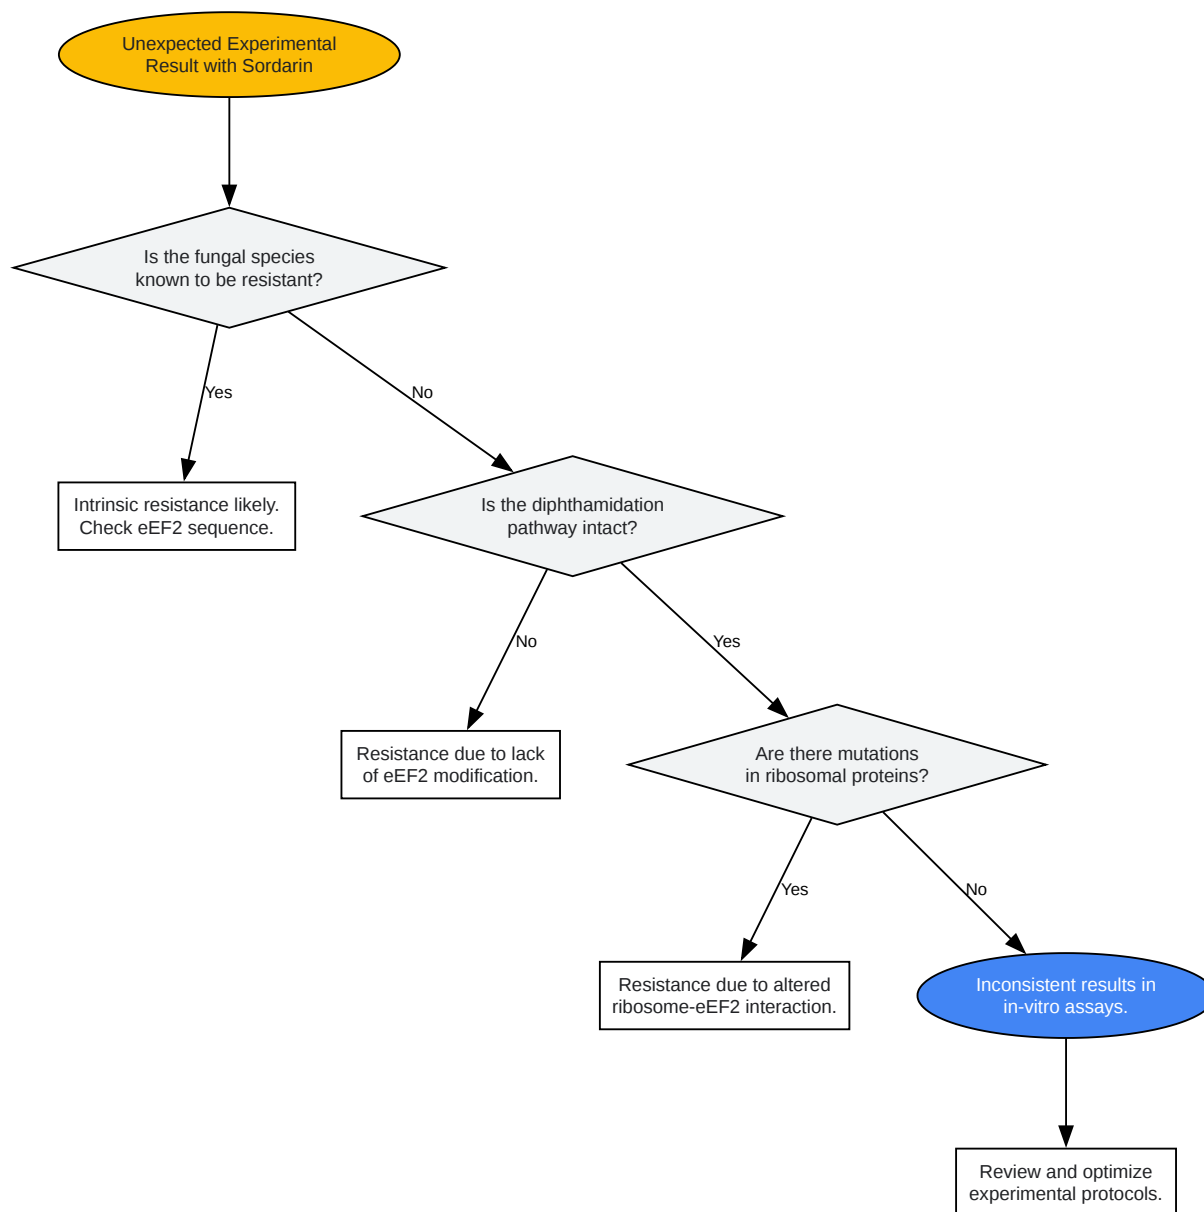 Unexpected Experimental
Result with Sordarin
Is the fungal species
known to be resistant?
Yes
No
Intrinsic resistance likely.
Check eEF2 sequence.
Is the diphthamidation
pathway intact?
No
Yes
Resistance due to lack
of eEF2 modification.
Are there mutations
in ribosomal proteins?
Yes
No
Resistance due to altered
ribosome-eEF2 interaction.
Inconsistent results in
in-vitro assays.
Review and optimize
experimental protocols.